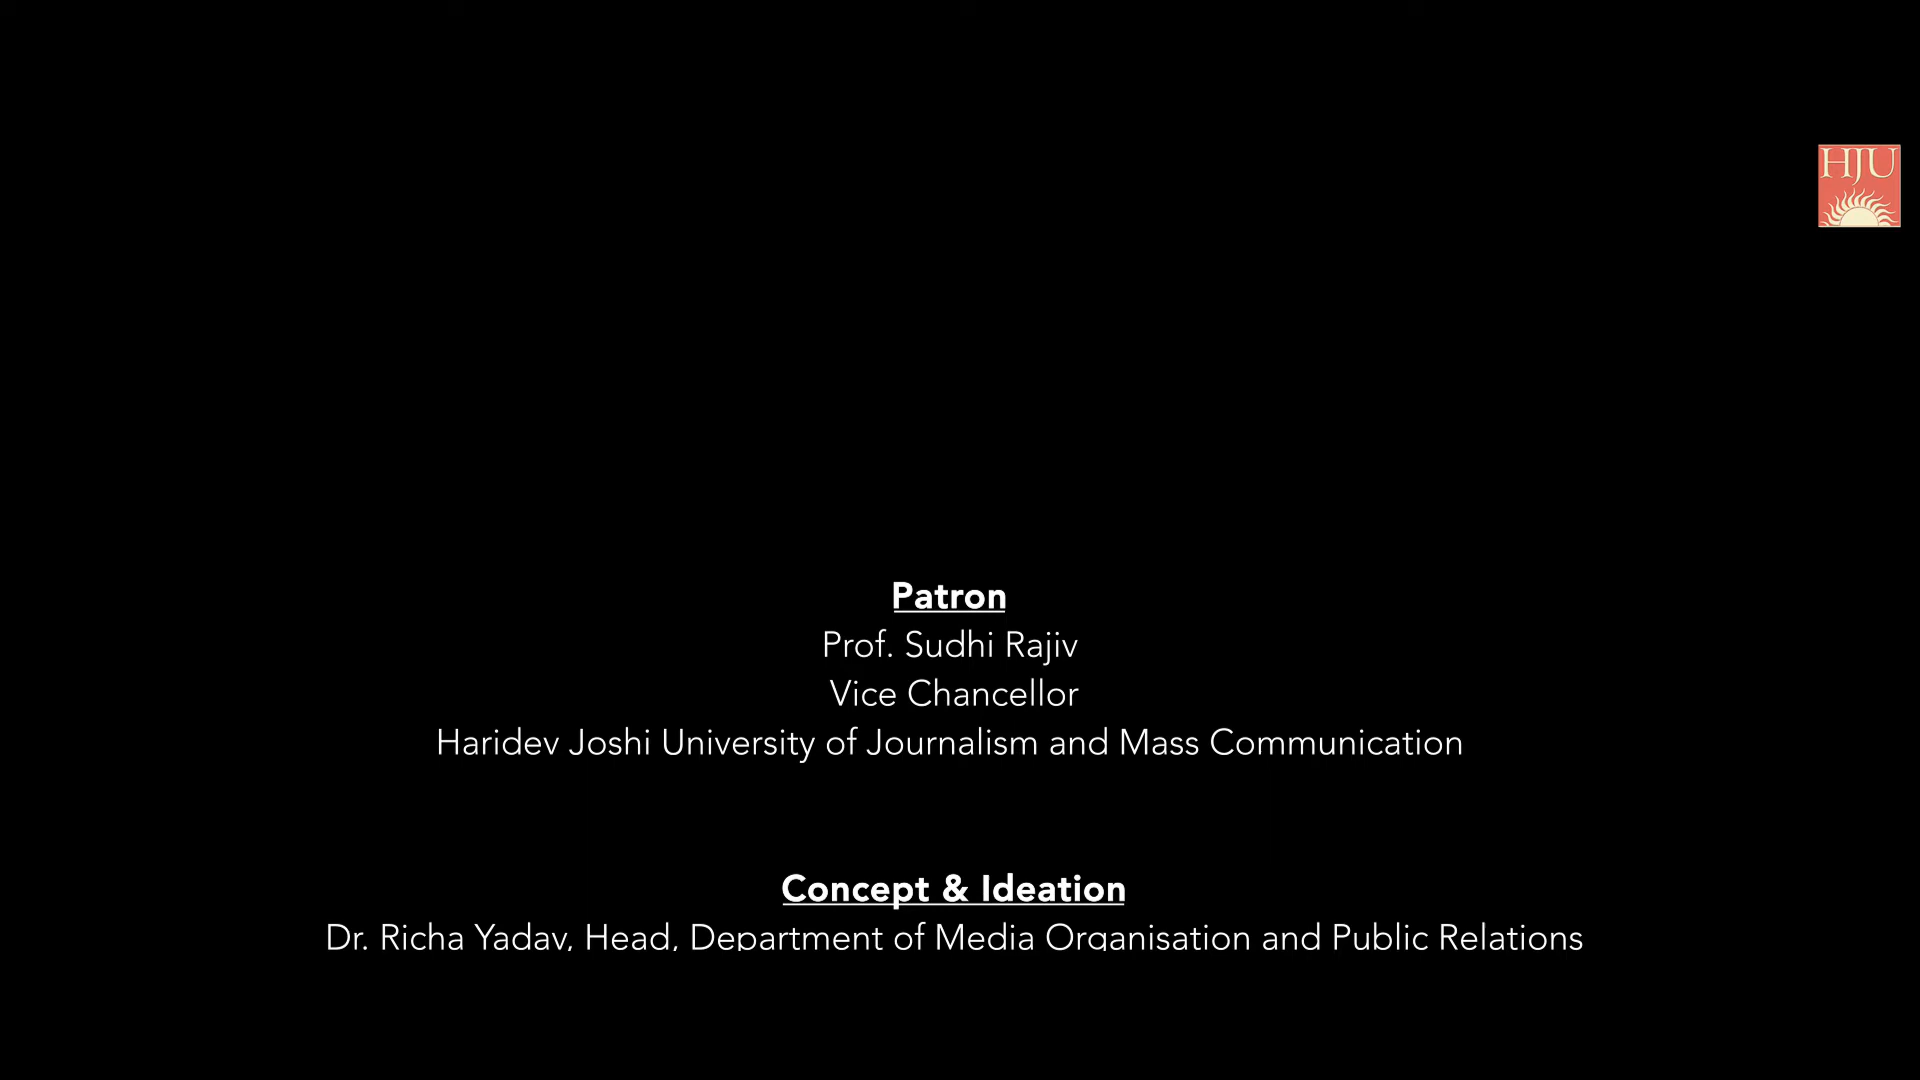 HJU
Patron
Prof. Sudhi Rajiv
Vice Chancellor
Haridev Joshi University of Journalism and Mass Communication
Concept & Ideation
Dr. Richa Yadav, Head, Department of Media Organisation and Public Relations